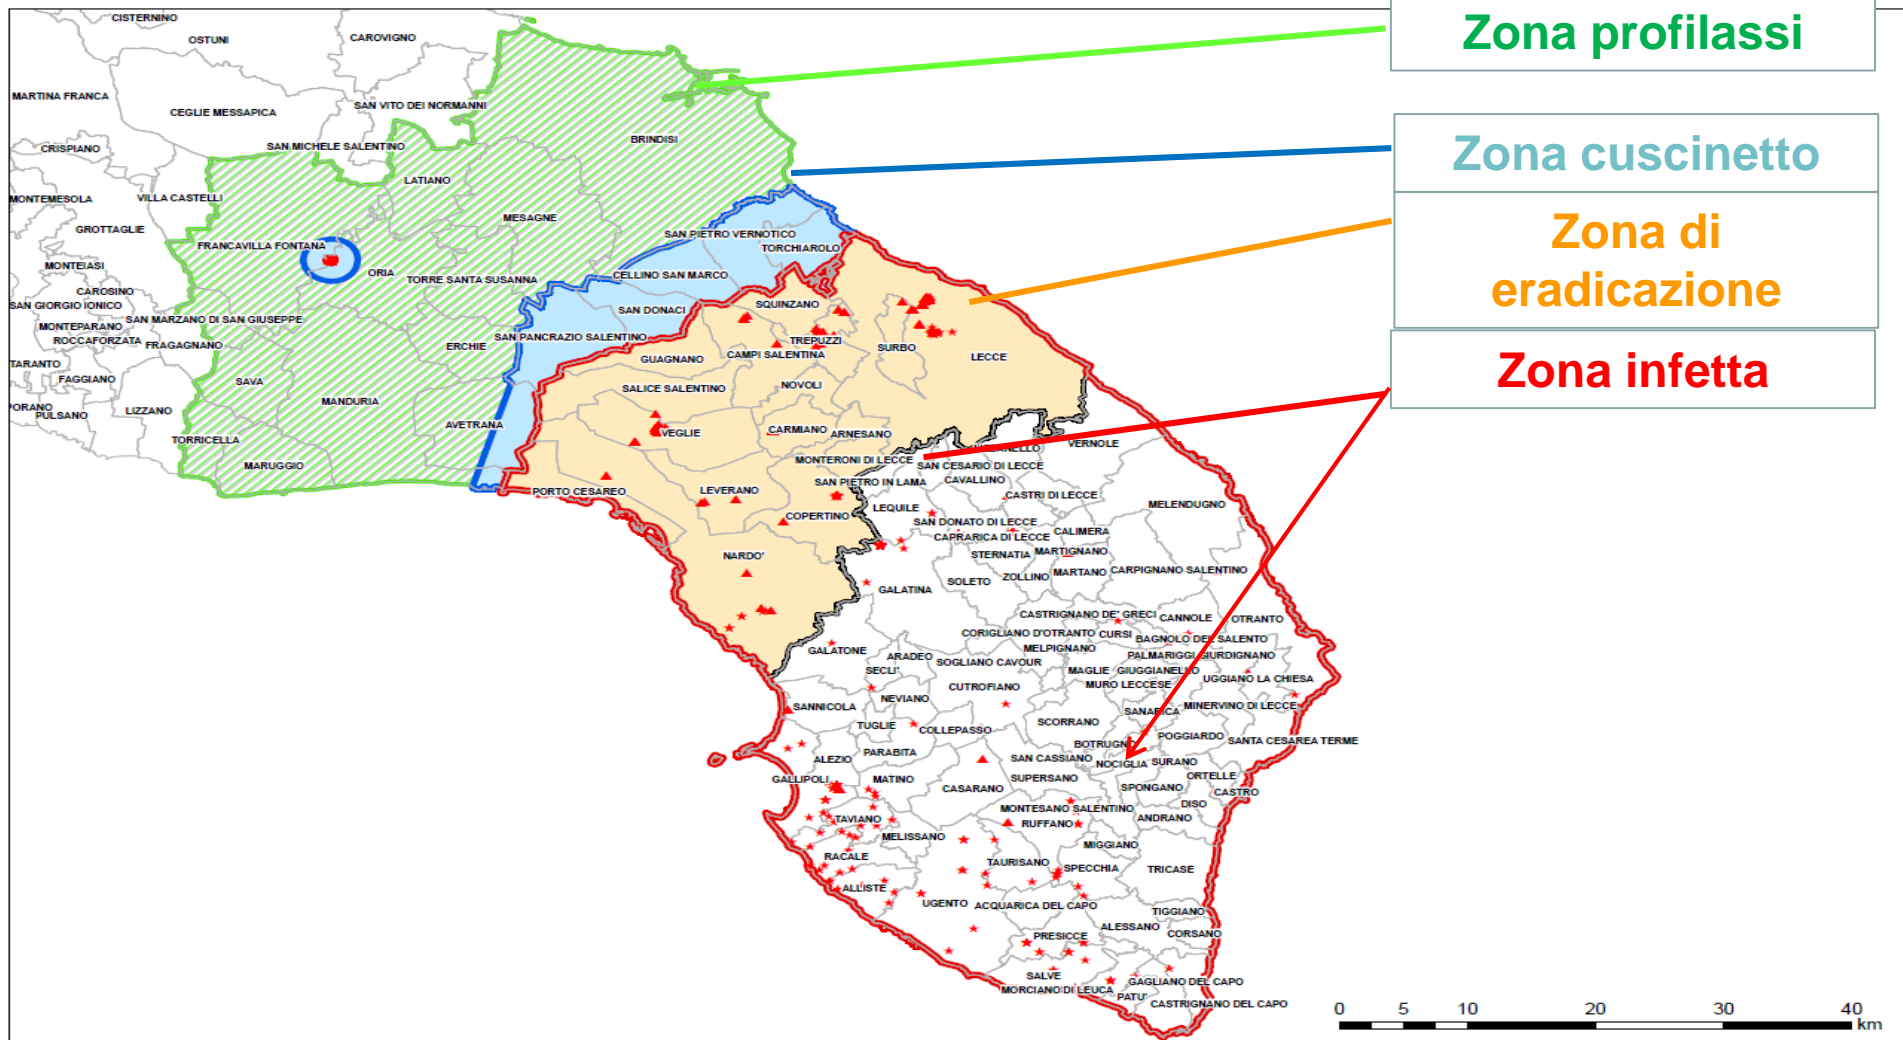 CISTERNINO
OSTUNI
CAROVIGNO
Zona profilassi
MARTINA FRANCA
CEGLIE MESSAPICA
SAN VITO DEI NORMANNI
BRINDISI
CRISPIANO
SAN MICHELE SALENTINO
Zona cuscinetto
LATIANO
MONTEMESOLA
VILLA CASTELLI
MESAGNE
GROTTAGLIE
SAN PIETRO VERNOTICO
Zona di
eradicazione
FRANCAVILLA FONTANA
TORCHIAROLO
MONTEIASI
ORIA
TORRE SANTA SUSANNA
CELLINO SAN MARCO
CAROSINO
SAN GIORGIO IONICO
SQUINZANO
SAN DONACI
SAN MARZANO DI SAN GIUSEPPE
MONTEPARANO
ROCCAFORZATA
FRAGAGNANO
SAN PANCRAZIO SALENTINO
TREPUZZI
ERCHIE
SURBO
CAMPI SALENTINA
LECCE
GUAGNANO
TARANTO
Zona infetta
FAGGIANO
SAVA
SALICE SALENTINO
NOVOLI
MANDURIA
PULSANO
LIZZANO
AVETRANA
VEGLIE
CARMIANO
ARNESANO
TORRICELLA
VERNOLE
MONTERONI DI LECCE
SAN CESARIO DI LECCE
MARUGGIO
CAVALLINO
SAN PIETRO IN LAMA
PORTO CESAREO
LEVERANO
CASTRI DI LECCE
MELENDUGNO
LEQUILE
COPERTINO
SAN DONATO DI LECCE
CALIMERA
CAPRARICA DI LECCE
NARDO'
STERNATIA
MARTIGNANO
SOLETO
ZOLLINO
MARTANO
CARPIGNANO SALENTINO
GALATINA
CASTRIGNANO DE' GRECI
CANNOLE
OTRANTO
CORIGLIANO D'OTRANTO
CURSI
BAGNOLO DEL SALENTO
GALATONE
ARADEO
MELPIGNANO
PALMARIGGI
GIURDIGNANO
SECLI'
SOGLIANO CAVOUR
MAGLIE
GIUGGIANELLO
UGGIANO LA CHIESA
CUTROFIANO
MURO LECCESE
NEVIANO
SANNICOLA
SANARICA
MINERVINO DI LECCE
TUGLIE
COLLEPASSO
SCORRANO
POGGIARDO
SANTA CESAREA TERME
BOTRUGNO
PARABITA
ALEZIO
SAN CASSIANO
NOCIGLIA
SURANO
GALLIPOLI
MATINO
SUPERSANO
ORTELLE
CASARANO
SPONGANO
CASTRO
MONTESANO SALENTINO
DISO
TAVIANO
RUFFANO
ANDRANO
MELISSANO
MIGGIANO
RACALE
TAURISANO
SPECCHIA
TRICASE
ALLISTE
UGENTO
ACQUARICA DEL CAPO
TIGGIANO
ALESSANO
PRESICCE
CORSANO
SALVE
GAGLIANO DEL CAPO
MORCIANO DI LEUCA
PATU'
CASTRIGNANO DEL CAPO
0 5 10 20 30 40
km